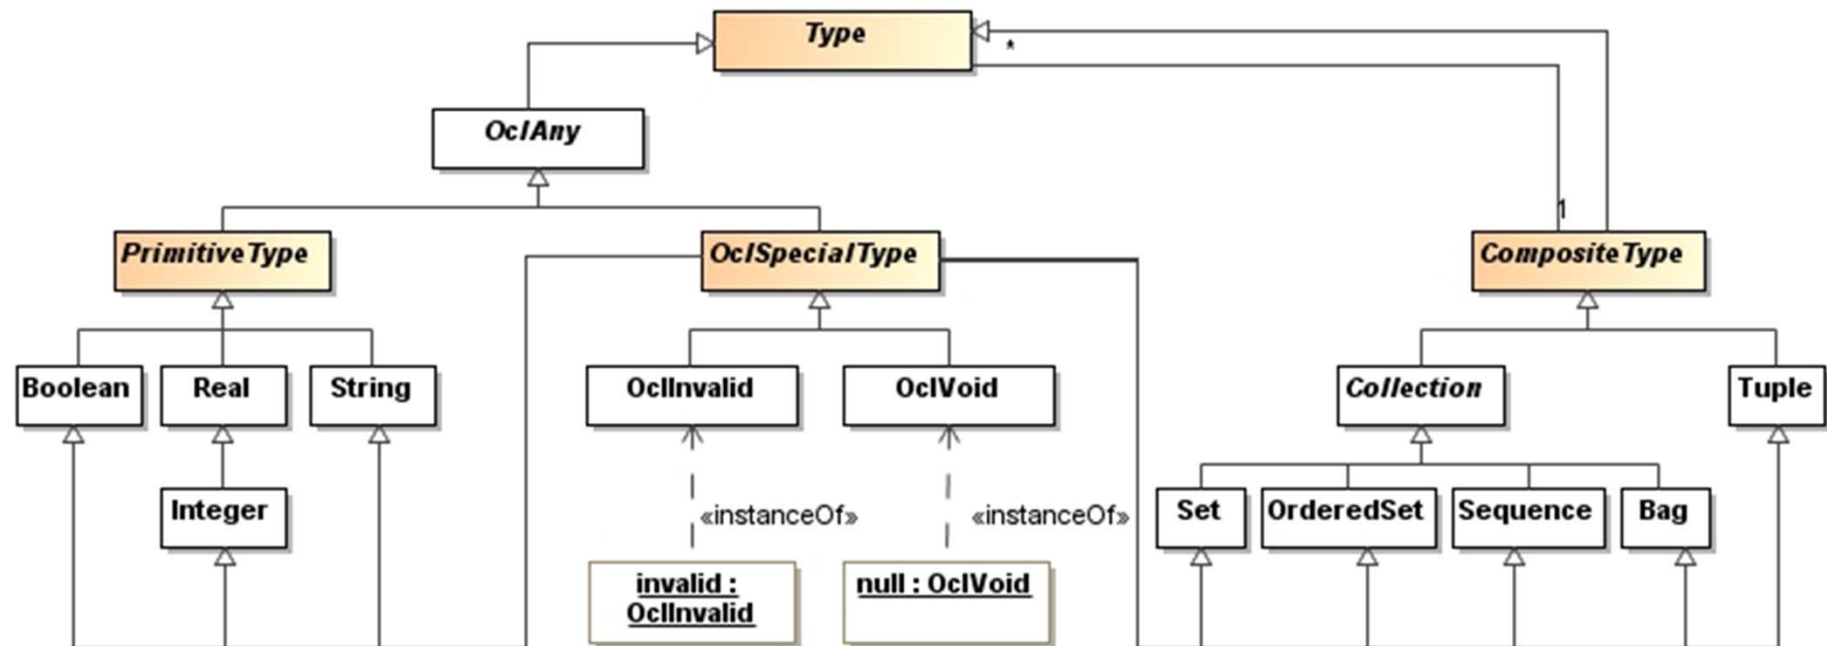 Type
*
OclAny
1
PrimitiveType
OclSpecialType
CompositeType
Boolean
Real
String
OclInvalid
OclVoid
Collection
Tuple
Integer
«instanceOf»
«instanceOf»
Set
OrderedSet
Sequence
Bag
invalid :
OclInvalid
null : OclVoid